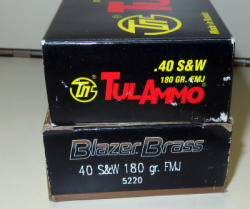 .40 S&W
180 GR. FMJ
TULAMMO
Blazer Brass
40 S&W 180 gr. FMJ
5220